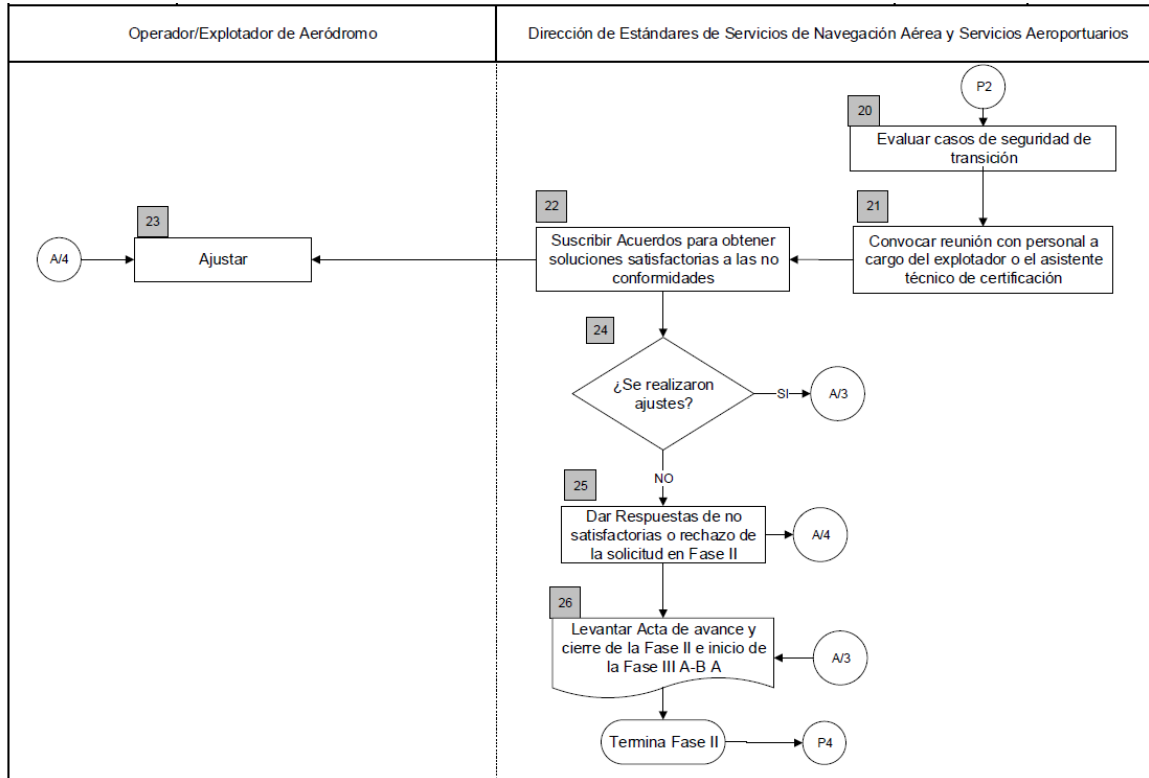 Operador/Explotador de Aeródromo
Dirección de Estándares de Servicios de Navegación Aérea y Servicios Aeroportuarios
P2
20
Evaluar casos de seguridad de
transición
21
Convocar reunión con personal a
cargo del explotador o el asistente
técnico de certificación
22
Suscribir Acuerdos para obtener
soluciones satisfactorias a las no
conformidades
23
Ajustar
A/4
24
¿Se realizaron
ajustes?
SI
A/3
NO
25
Dar Respuestas de no
satisfactorias o rechazo de
la solicitud en Fase II
A/4
26
Levantar Acta de avance y
cierre de la Fase II e inicio de
la Fase III A-B A
A/3
Termina Fase II
P4